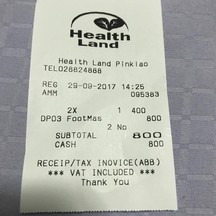 Health
Land
Health Land Pinklao
TEL028824888
REG 29-09-2017 14:25
AMM 095383
2X 1 400
DP03 FootMas 800
2 No
SUBTOTAL 800
CASH 800
RECEIP/TAX INOVICE(ABB)
*** VAT INCLUDED ***
Thank You